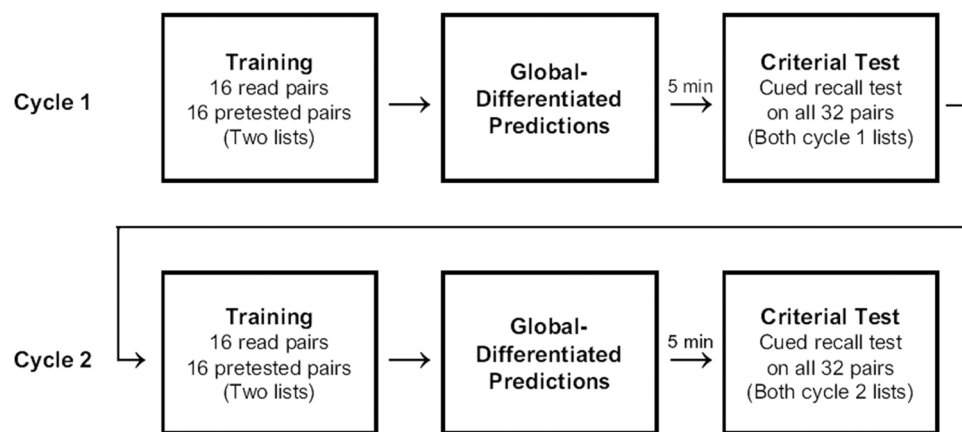 Cycle 1
Training
16 read pairs
16 pretested pairs
(Two lists)
Global-
Differentiated
Predictions
5 min
Criterial Test
Cued recall test
on all 32 pairs
(Both cycle 1 lists)
Cycle 2
Training
16 read pairs
16 pretested pairs
(Two lists)
Global-
Differentiated
Predictions
5 min
Criterial Test
Cued recall test
on all 32 pairs
(Both cycle 2 lists)